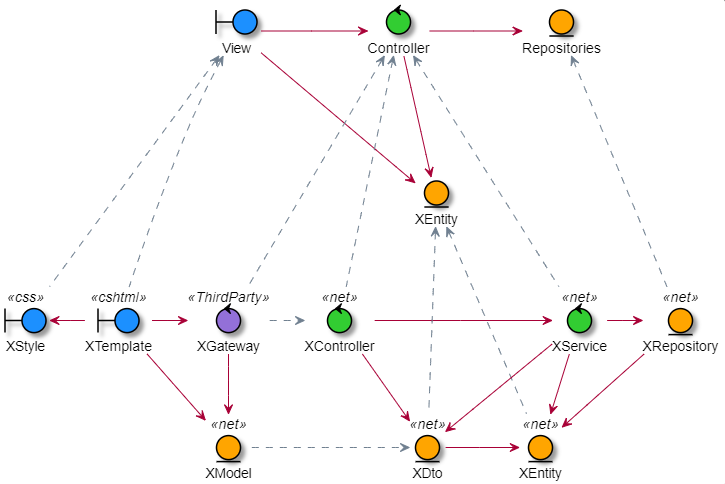 View
Controller
Repositories
XEntity
«css»
XStyle
«cshtml»
XTemplate
«ThirdParty»
XGateway
«net»
XController
«net»
XService
«net»
XRepository
«net»
XModel
«net»
XDto
«net»
XEntity